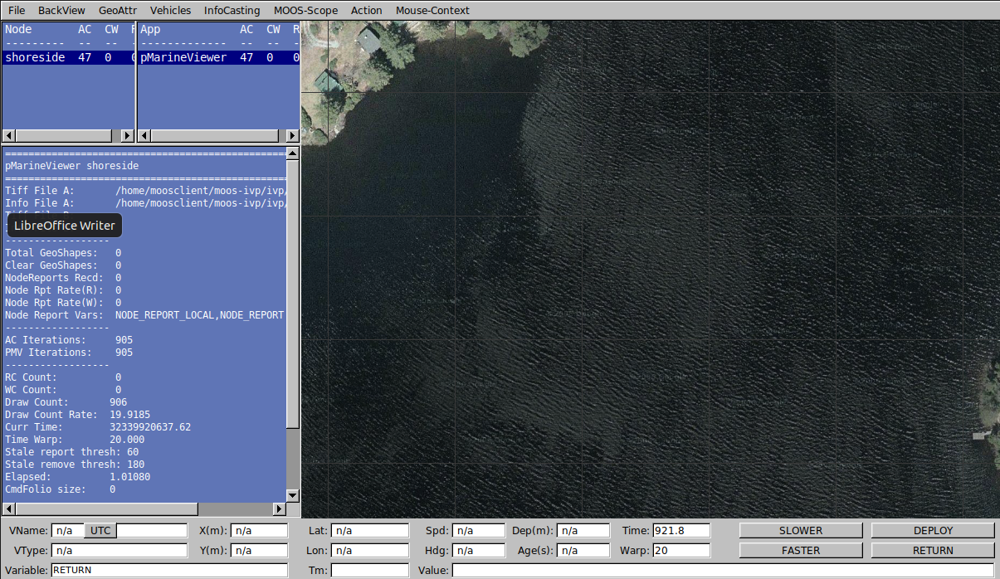 File BackView GeoAttr Vehicles InfoCasting MOOS-Scope Action Mouse-Context
Node AC CW
App AC CW R
shoreside 47 0
pMarineViewer 47 0 0
pMarineViewer shoreside
Tiff File A: /home/moosclient/moos-ivp/ivp/
Info File A: /home/moosclient/moos-ivp/ivp/
LibreOffice Writer
Total GeoShapes: 0
Clear GeoShapes: 0
NodeReports Recd: 0
Node Rpt Rate(R): 0
Node Rpt Rate(W): 0
Node Report Vars: NODE_REPORT_LOCAL,NODE_REPORT
AC Iterations: 905
PMV Iterations: 905
RC Count: 0
WC Count: 0
Draw Count: 906
Draw Count Rate: 19.9185
Curr Time: 32339920637.62
Time Warp: 20.000
Stale report thresh: 60
Stale remove thresh: 180
Elapsed: 1.01080
CmdFolio size: 0
VName: n/a UTC X(m): n/a Lat: n/a Spd: n/a Dep(m): n/a Time: 921.8 SLOWER DEPLOY
VType: n/a Y(m): n/a Lon: n/a Hdg: n/a Age(s): n/a Warp: 20 FASTER RETURN
Variable: RETURN Tm: Value: